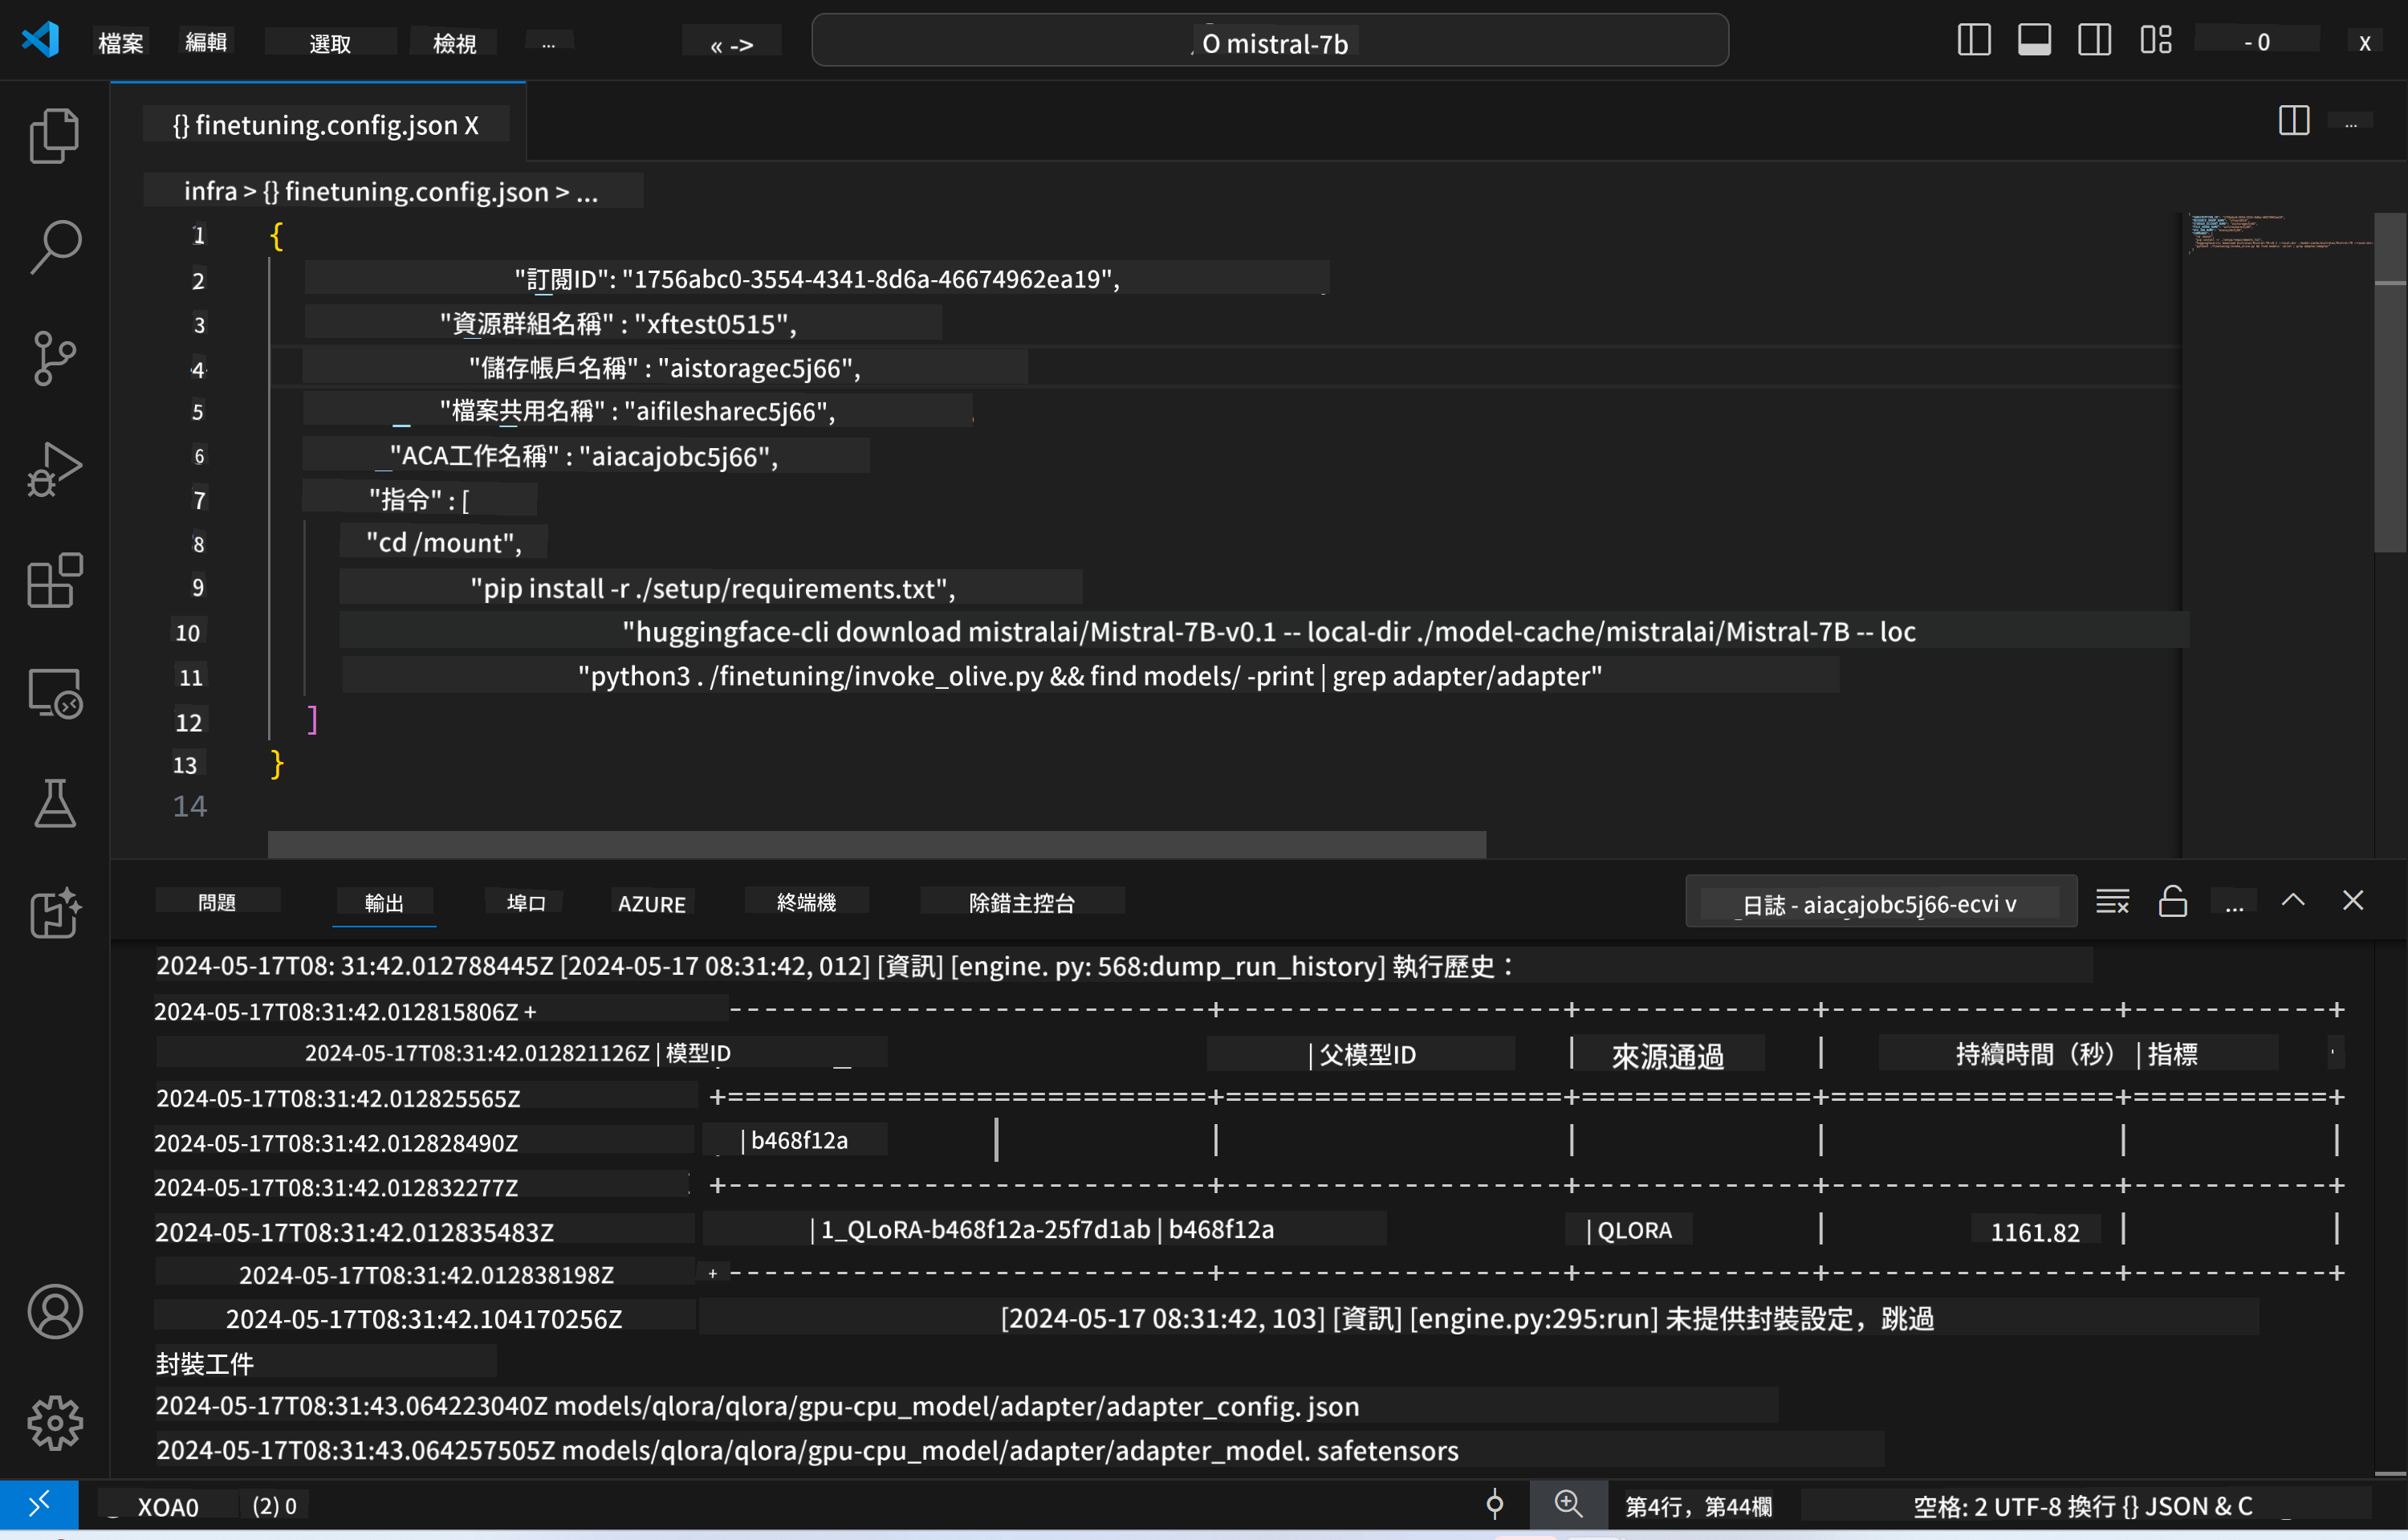 檔案 編輯 選取 檢視 ... « -> O mistral-7b - 0 x
{} finetuning.config.json X ...
infra > {} finetuning.config.json > ...
1 {
2 "訂閱ID": "1756abc0-3554-4341-8d6a-46674962ea19",
3 "資源群組名稱" : "xftest0515",
4 "儲存帳戶名稱" : "aistoragec5j66",
5 "檔案共用名稱" : "aifilesharec5j66",
6 "ACA工作名稱" : "aiacajobc5j66",
7 "指令" : [
8 "cd /mount",
9 "pip install -r ./setup/requirements.txt",
10 "huggingface-cli download mistralai/Mistral-7B-v0.1 -- local-dir ./model-cache/mistralai/Mistral-7B -- loc
11 "python3 . /finetuning/invoke_olive.py && find models/ -print | grep adapter/adapter"
12 ]
13 }
14
問題 輸出 埠口 AZURE 終端機 除錯主控台 日誌 - aiacajobc5j66-ecvi v ...
2024-05-17T08: 31:42.012788445Z [2024-05-17 08:31:42, 012] [資訊] [engine. py: 568:dump_run_history] 執行歷史：
2024-05-17T08:31:42.012815806Z +---------------------------+--------------------+--------------+----------------+-----------+
2024-05-17T08:31:42.012821126Z | 模型ID | 父模型ID | 來源通過 | 持續時間（秒） | 指標
2024-05-17T08:31:42.012825565Z +===========================+===================+=============+================+===========+
2024-05-17T08:31:42.012828490Z | b468f12a | | | | | |
2024-05-17T08:31:42.012832277Z +---------------------------+-------------------+-------------+----------------+-----------+
2024-05-17T08:31:42.012835483Z | 1_QLoRA-b468f12a-25f7d1ab | b468f12a | QLORA | 1161.82 | |
2024-05-17T08:31:42.012838198Z +---------------------------+-------------------+-------------+----------------+-----------+
2024-05-17T08:31:42.104170256Z [2024-05-17 08:31:42, 103] [資訊] [engine.py:295:run] 未提供封裝設定，跳過
封裝工件
2024-05-17T08:31:43.064223040Z models/qlora/qlora/gpu-cpu_model/adapter/adapter_config. json
2024-05-17T08:31:43.064257505Z models/qlora/qlora/gpu-cpu_model/adapter/adapter_model. safetensors
XOA0 (2) 0 第4行，第44欄 空格: 2 UTF-8 換行 {} JSON & C